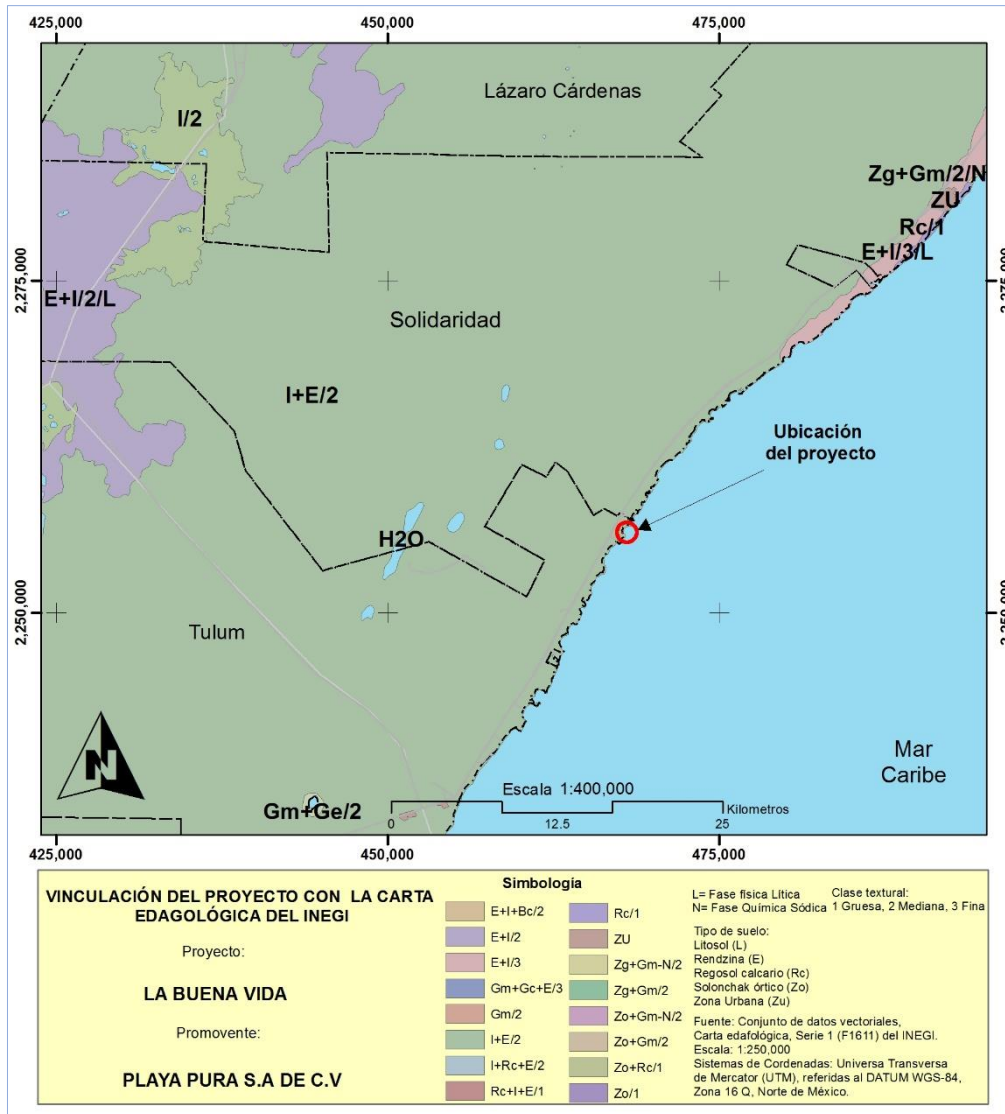 425,000
450,000
475,000
Lázaro Cárdenas
I/2
Zg+Gm/2/N
ZU
Rc/1
E+I/3/L
2,275,000
2,275,000
E+I/2/L
Solidaridad
I+E/2
Ubicación
del proyecto
H2O
2,250,000
2,250,000
Tulum
Mar
Caribe
N
Escala 1:400,000
Kilometros
0
12.5
25
Gm+Ge/2
425,000
450,000
475,000
VINCULACIÓN DEL PROYECTO CON LA CARTA
EDAGOLÓGICA DEL INEGI
Proyecto:
LA BUENA VIDA
Promovente:
PLAYA PURA S.A DE C.V
Simbología
E+I+Bc/2
E+I/2
E+I/3
Gm+Gc+E/3
Gm/2
I+E/2
I+Rc+E/2
Rc+I+E/1
Rc/1
ZU
Zg+Gm-N/2
Zg+Gm/2
Zo+Gm-N/2
Zo+Gm/2
Zo+Rc/1
Zo/1
L= Fase física Lítica
N= Fase Química Sódica
Clase textural:
1 Gruesa, 2 Mediana, 3 Fina
Tipo de suelo:
Litosol (L)
Rendzina (E)
Regosol calcario (Rc)
Solonchak órtico (Zo)
Zona Urbana (Zu)
Fuente: Conjunto de datos vectoriales,
Carta edafológica, Serie 1 (F1611) del INEGI.
Escala: 1:250,000
Sistemas de Cordenadas: Universa Transversa
de Mercator (UTM), referidas al DATUM WGS-84,
Zona 16 Q, Norte de México.